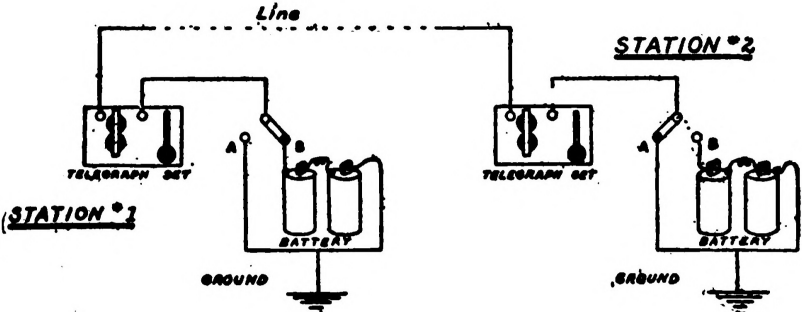 Line
STATION #2
A
B
A
B
TELEGRAPH SET
TELEGRAPH SET
STATION #1
BATTERY
BATTERY
GROUND
GROUND